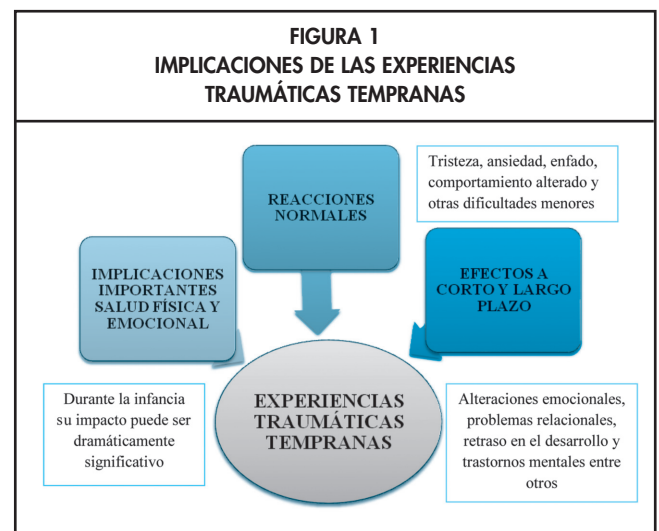 FIGURA 1
IMPLICACIONES DE LAS EXPERIENCIAS
TRAUMÁTICAS TEMPRANAS
REACCIONES
NORMALES
Tristeza, ansiedad, enfado,
comportamiento alterado y
otras dificultades menores
IMPLICACIONES
IMPORTANTES
SALUD FÍSICA Y
EMOCIONAL
EFECTOS A
CORTO Y LARGO
PLAZO
Durante la infancia
su impacto puede ser
dramáticamente
significativo
EXPERIENCIAS
TRAUMÁTICAS
TEMPRANAS
Alteraciones emocionales,
problemas relacionales,
retraso en el desarrollo y
trastornos mentales entre
otros